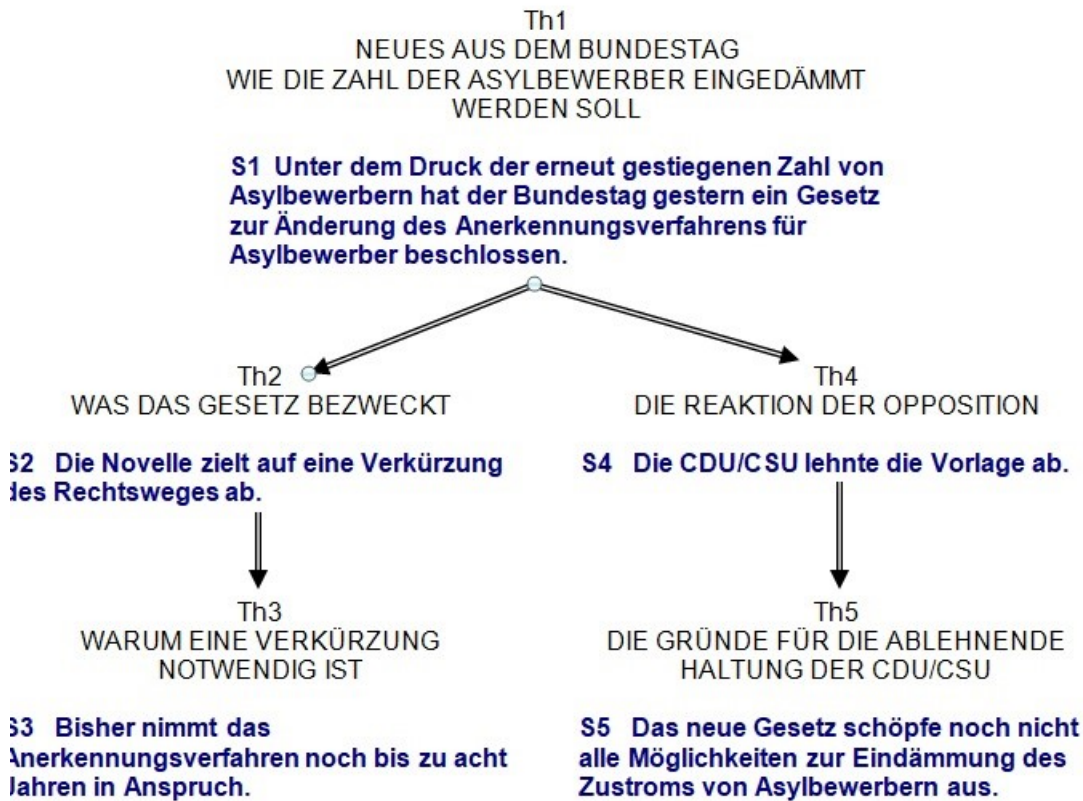 Th1
NEUES AUS DEM BUNDESTAG
WIE DIE ZAHL DER ASYLBEWERBER EINGEDÄMMT
WERDEN SOLL
S1 Unter dem Druck der erneut gestiegenen Zahl von
Asylbewerbern hat der Bundestag gestern ein Gesetz
zur Änderung des Anerkennungsverfahrens für
Asylbewerber beschlossen.
Th2
WAS DAS GESETZ BEZWECKT
S2 Die Novelle zielt auf eine Verkürzung
des Rechtsweges ab.
Th3
WARUM EINE VERKÜRZUNG
NOTWENDIG IST
S3 Bisher nimmt das
Anerkennungsverfahren noch bis zu acht
Jahren in Anspruch.
Th4
DIE REAKTION DER OPPOSITION
S4 Die CDU/CSU lehnte die Vorlage ab.
Th5
DIE GRÜNDE FÜR DIE ABLEHNENDE
HALTUNG DER CDU/CSU
S5 Das neue Gesetz schöpfe noch nicht
alle Möglichkeiten zur Eindämmung des
Zustroms von Asylbewerbern aus.